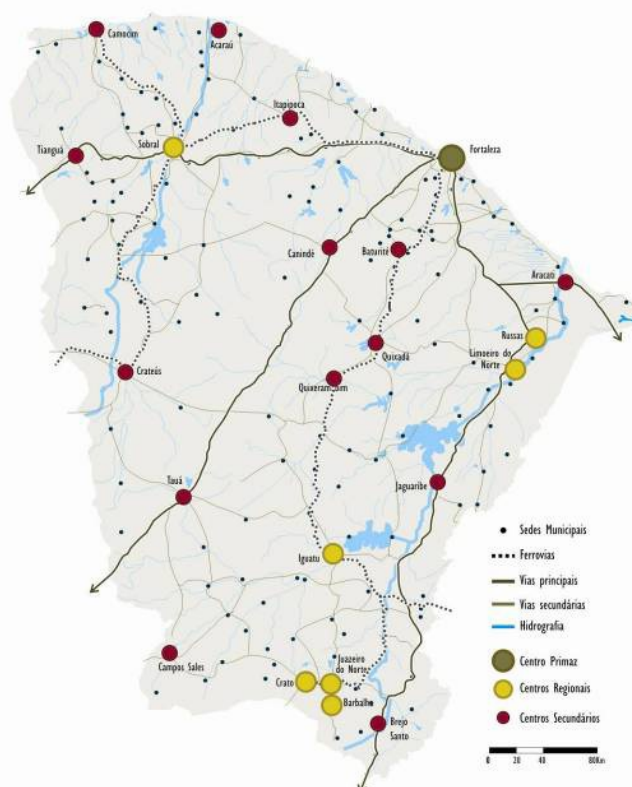 Camocim
Acaraú
Itapipoca
Sobral
Tianguá
Fortaleza
Canindé
Baturité
Aracati
Russas
Limoeiro do
Norte
Quixadá
Crateús
Quixeramobim
Jaguaribe
Tauá
Iguatu
Campos Sales
Joazeiro
do Norte
Crato
Barbalha
Brejo
Santo
Sedes Municipais
Ferrovias
Vias principais
Vias secundárias
Hidrografia
Centro Primaz
Centros Regionais
Centros Secundários
0 20 40 80Km